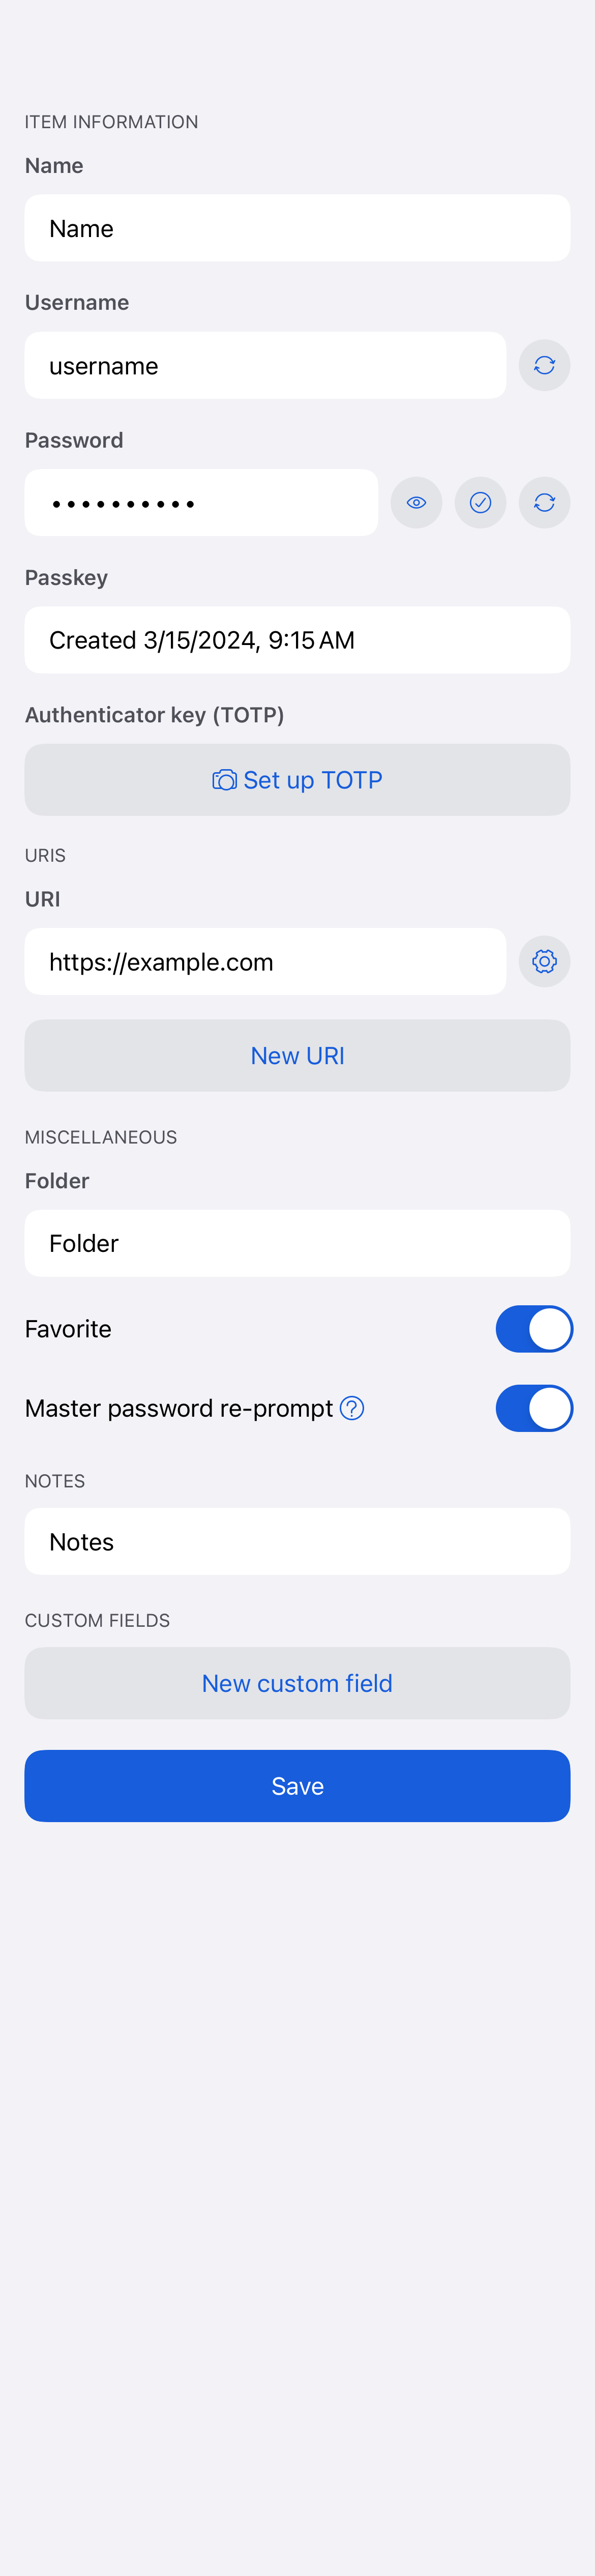 ITEM INFORMATION
Name
Name
Username
username
Password
••••••••••
Passkey
Created 3/15/2024, 9:15 AM
Authenticator key (TOTP)
Set up TOTP
URIS
URI
https://example.com
New URI
MISCELLANEOUS
Folder
Folder
Favorite
Master password re-prompt
NOTES
Notes
CUSTOM FIELDS
New custom field
Save